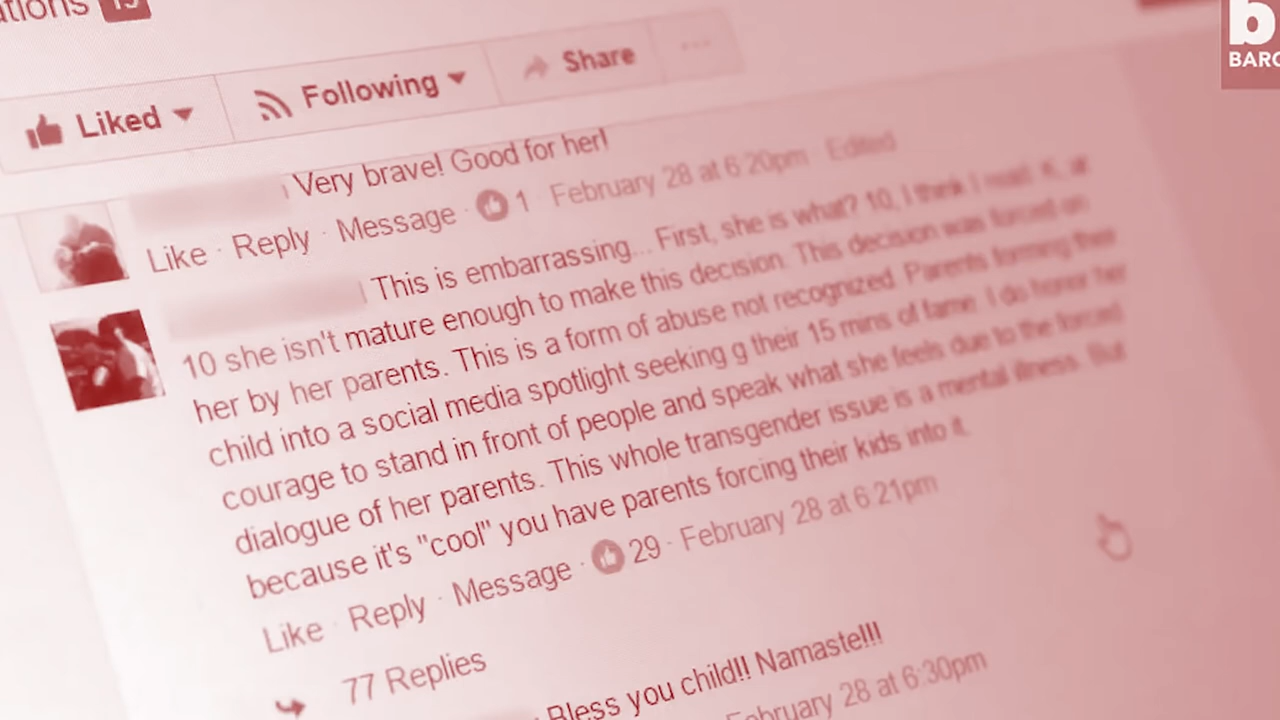 ations 19
Liked Following Share ...
b
BARC
Very brave! Good for her!
Like · Reply · Message · 1 · February 28 at 6:20pm · Edited
This is embarrassing... First, she is what? 10, I think I read. K, at
10 she isn't mature enough to make this decision. This decision was forced on
her by her parents. This is a form of abuse not recognized. Parents forming their
child into a social media spotlight seeking g their 15 mins of fame. I do honor her
courage to stand in front of people and speak what she feels due to the forced
dialogue of her parents. This whole transgender issue is a mental illness. But
because it's "cool" you have parents forcing their kids into it.
Like · Reply · Message · 29 · February 28 at 6:21pm
77 Replies
Bless you child!! Namaste!!!
February 28 at 6:30pm